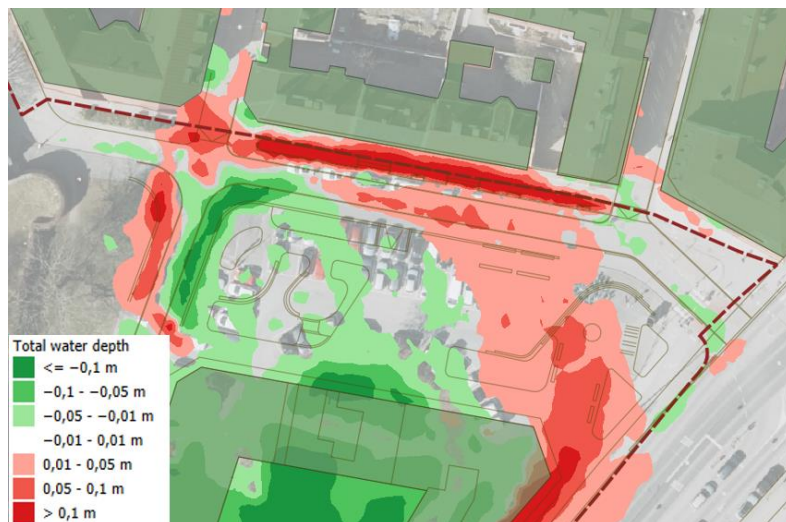 Total water depth
<= −0,1 m
−0,1 - −0,05 m
−0,05 - −0,01 m
−0,01 - 0,01 m
0,01 - 0,05 m
0,05 - 0,1 m
> 0,1 m